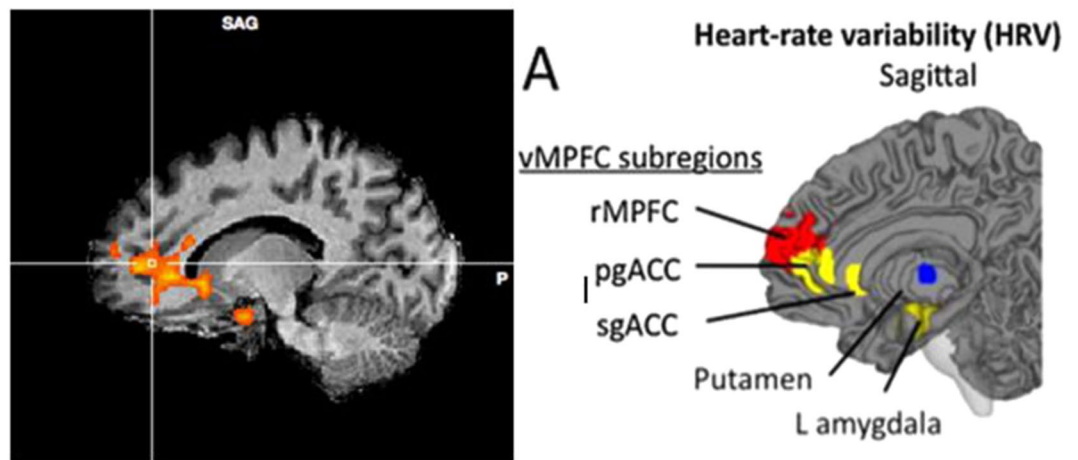 SAG
P
A
Heart-rate variability (HRV)
Sagittal
vMPFC subregions
rMPFC
pgACC
sgACC
Putamen
L amygdala